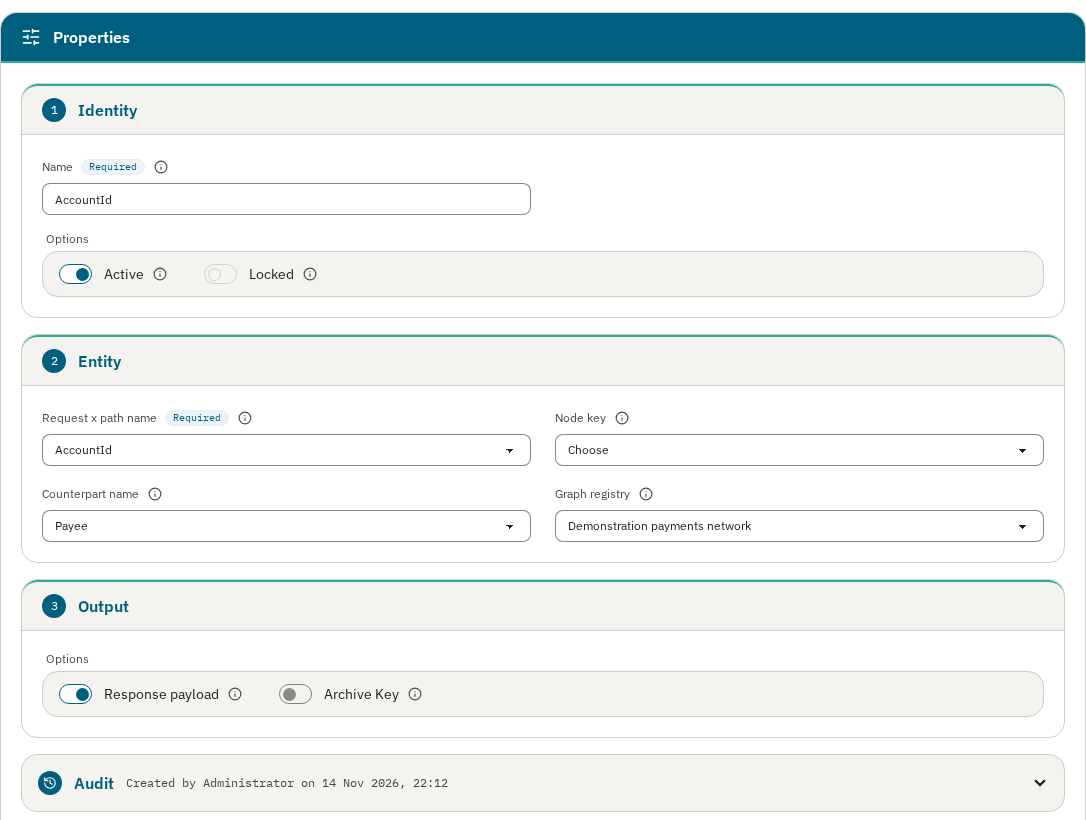 Properties
1 Identity
Name Required
AccountId
Options
Active Locked
2 Entity
Request x path name Required
AccountId
Node key
Choose
Counterpart name
Payee
Graph registry
Demonstration payments network
3 Output
Options
Response payload Archive Key
Audit Created by Administrator on 14 Nov 2026, 22:12